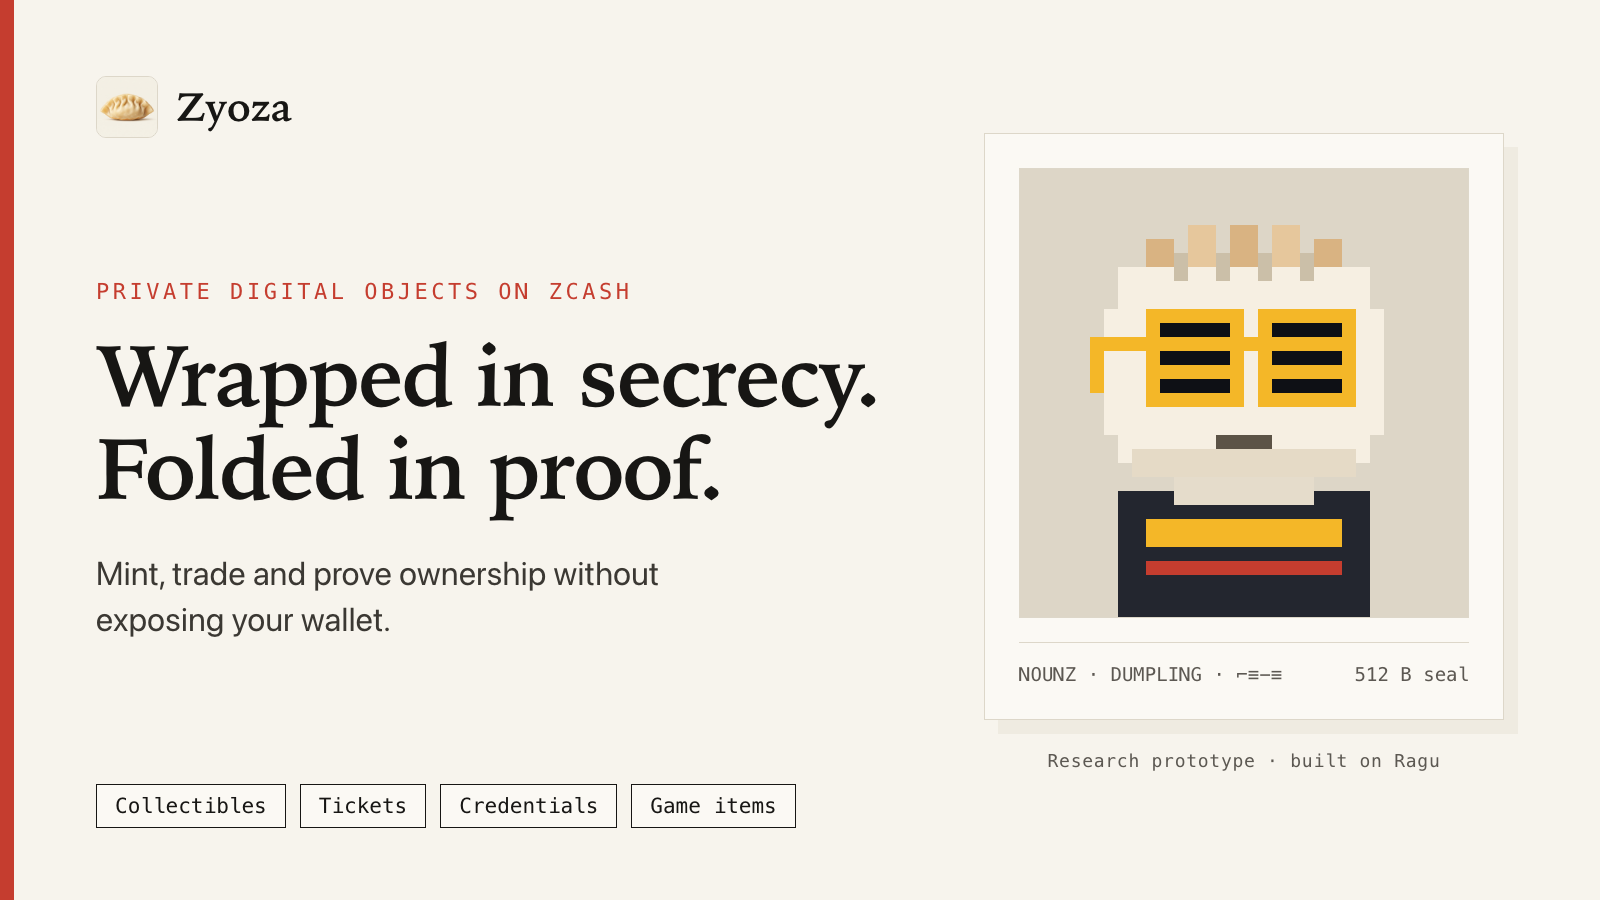 Zyoza
PRIVATE DIGITAL OBJECTS ON ZCASH
Wrapped in secrecy.
Folded in proof.
Mint, trade and prove ownership without
exposing your wallet.
Collectibles
Tickets
Credentials
Game items
NOUNZ · DUMPLING · ⌐≡–≡
512 B seal
Research prototype · built on Ragu